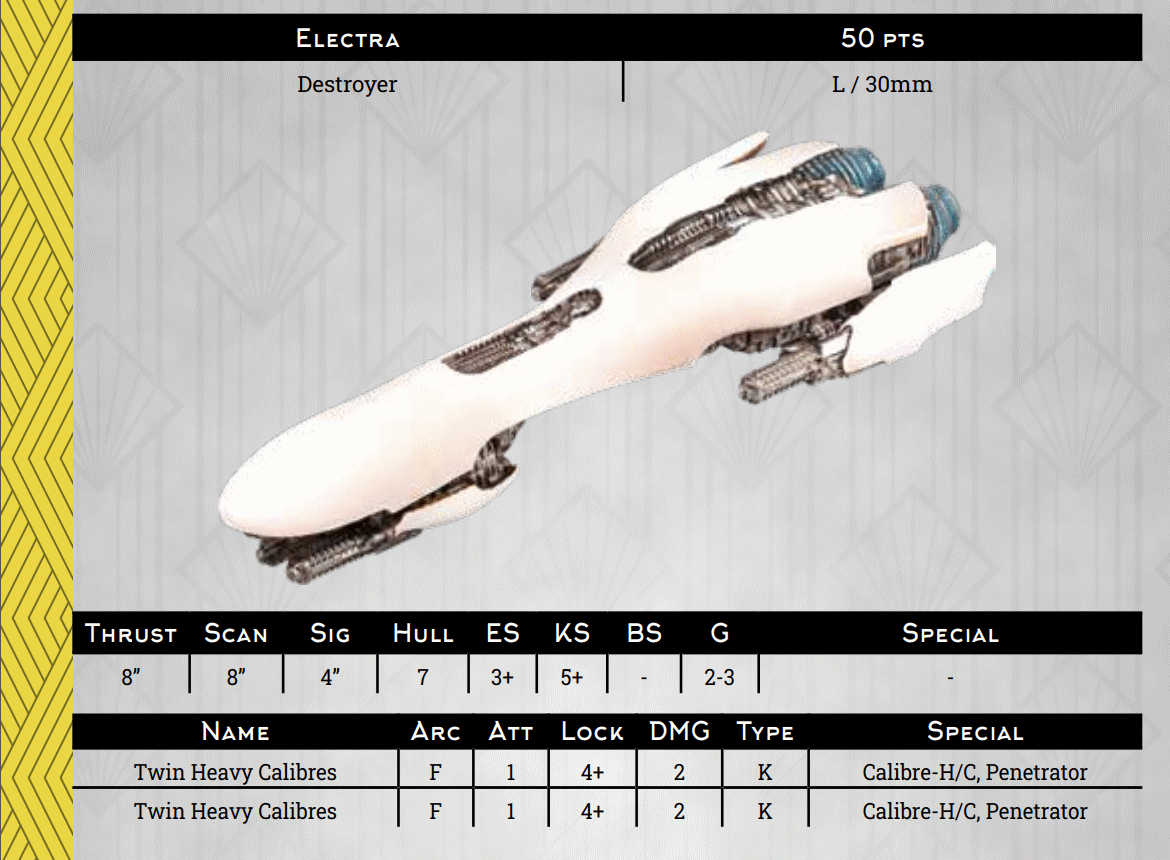 Electra 50 pts
Destroyer L / 30mm
Thrust Scan Sig Hull ES KS BS G Special
8” 8” 4” 7 3+ 5+ - 2-3 -
Name Arc Att Lock DMG Type Special
Twin Heavy Calibres F 1 4+ 2 K Calibre-H/C, Penetrator
Twin Heavy Calibres F 1 4+ 2 K Calibre-H/C, Penetrator